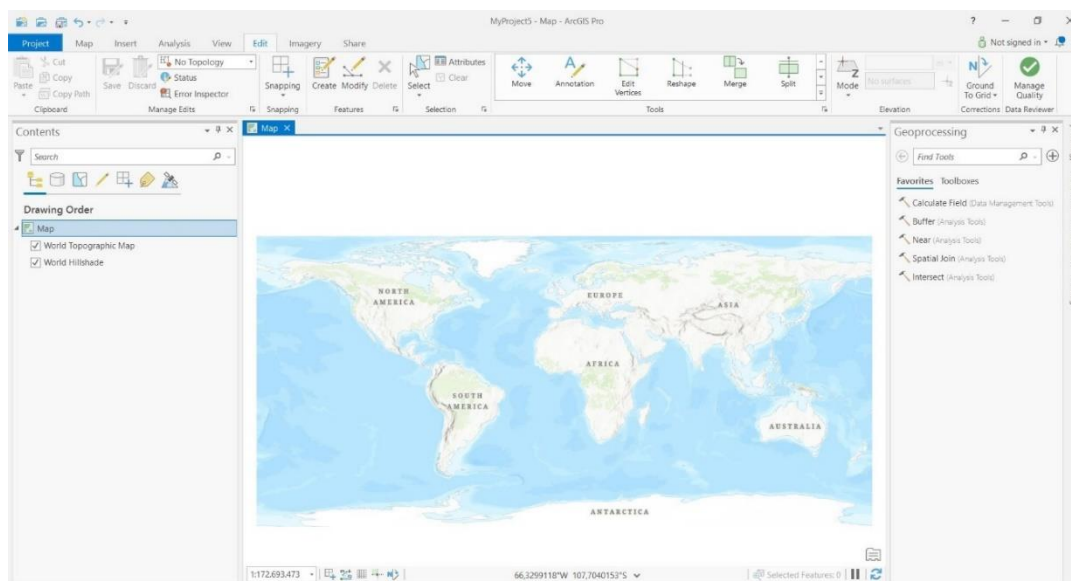 MyProject5 - Map - ArcGIS Pro
?
Project Map Insert Analysis View Edit Imagery Share
Not signed in
Cut
Copy
Copy Path
Paste
Clipboard
Save Discard
No Topology
Status
Error Inspector
Manage Edits
Snapping
Snapping
Create Modify Delete
Features
Select
Attributes
Clear
Selection
Move Annotation Edit Vertices Reshape Merge Split
Tools
Mode
No surfaces
Elevation
Ground To Grid
Corrections
Manage Quality
Data Reviewer
Contents
Search
Drawing Order
Map
World Topographic Map
World Hillshade
Map
NORTH AMERICA
EUROPE
ASIA
AFRICA
SOUTH AMERICA
AUSTRALIA
ANTARCTICA
1:172,693,473
66,3299118°W 107,7040153°S
Selected Features: 0
Geoprocessing
Find Tools
Favorites Toolboxes
Calculate Field (Data Management Tools)
Buffer (Analysis Tools)
Near (Analysis Tools)
Spatial Join (Analysis Tools)
Intersect (Analysis Tools)